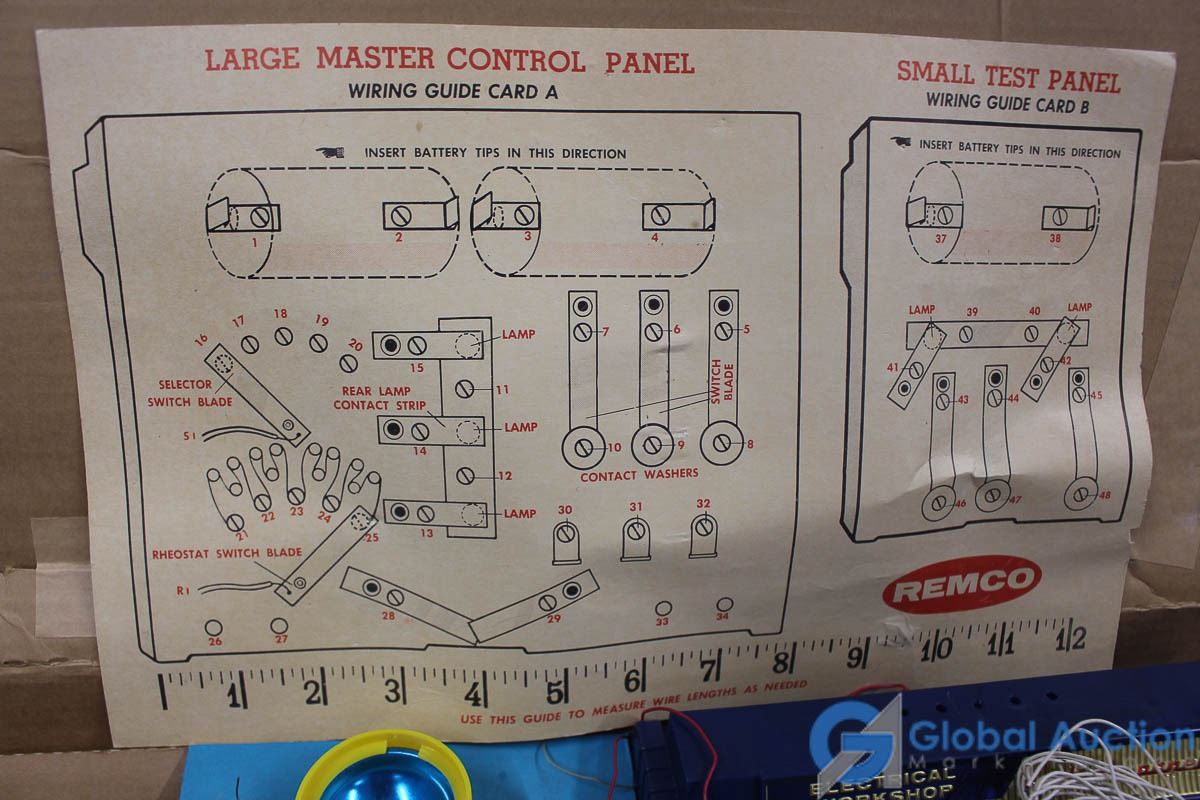 LARGE MASTER CONTROL PANEL
WIRING GUIDE CARD A
INSERT BATTERY TIPS IN THIS DIRECTION
1
2
3
4
16
17
18
19
20
SELECTOR
SWITCH BLADE
S1
15
LAMP
11
REAR LAMP
CONTACT STRIP
14
LAMP
12
13
LAMP
7
6
5
SWITCH
BLADE
10
9
8
CONTACT WASHERS
21
22
23
24
25
RHEOSTAT SWITCH BLADE
R1
26
27
28
29
30
31
32
33
34
SMALL TEST PANEL
WIRING GUIDE CARD B
INSERT BATTERY TIPS IN THIS DIRECTION
37
38
LAMP
39
40
LAMP
41
42
43
44
45
46
47
48
REMCO
1 2 3 4 5 6 7 8 9 10 11 12
USE THIS GUIDE TO MEASURE WIRE LENGTHS AS NEEDED
ELECTRICAL
WORKSHOP
Global Auction